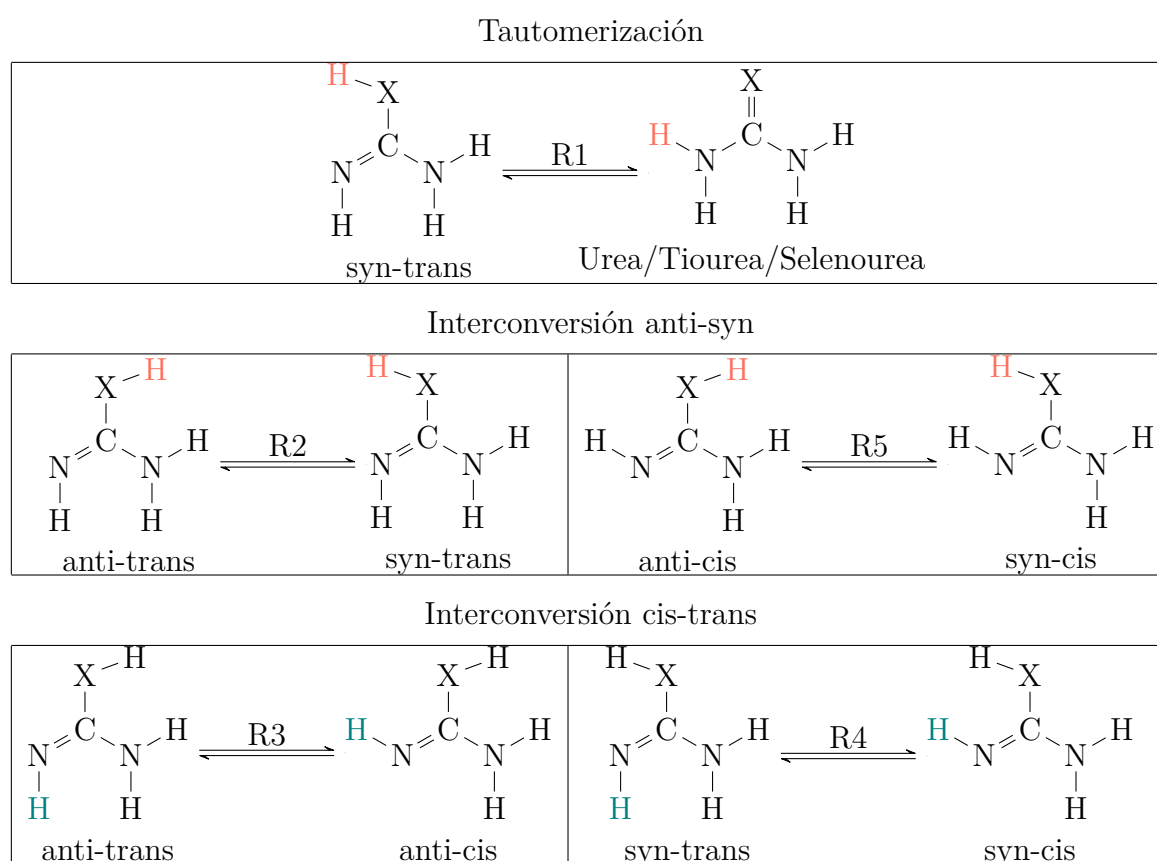 Tautomerización
H X C N H N H H
R1
X C H N H N H H
syn-trans
Urea/Tiourea/Selenourea
Interconversión anti-syn
X H C N H N H H
R2
H X C N H N H H
X H C H N N H H
R5
H X C H N N H H
anti-trans
syn-trans
anti-cis
syn-cis
Interconversión cis-trans
X H C N H N H H
R3
X H C H N N H H
H X C N H N H H
R4
H X C H N N H H
anti-trans
anti-cis
syn-trans
syn-cis